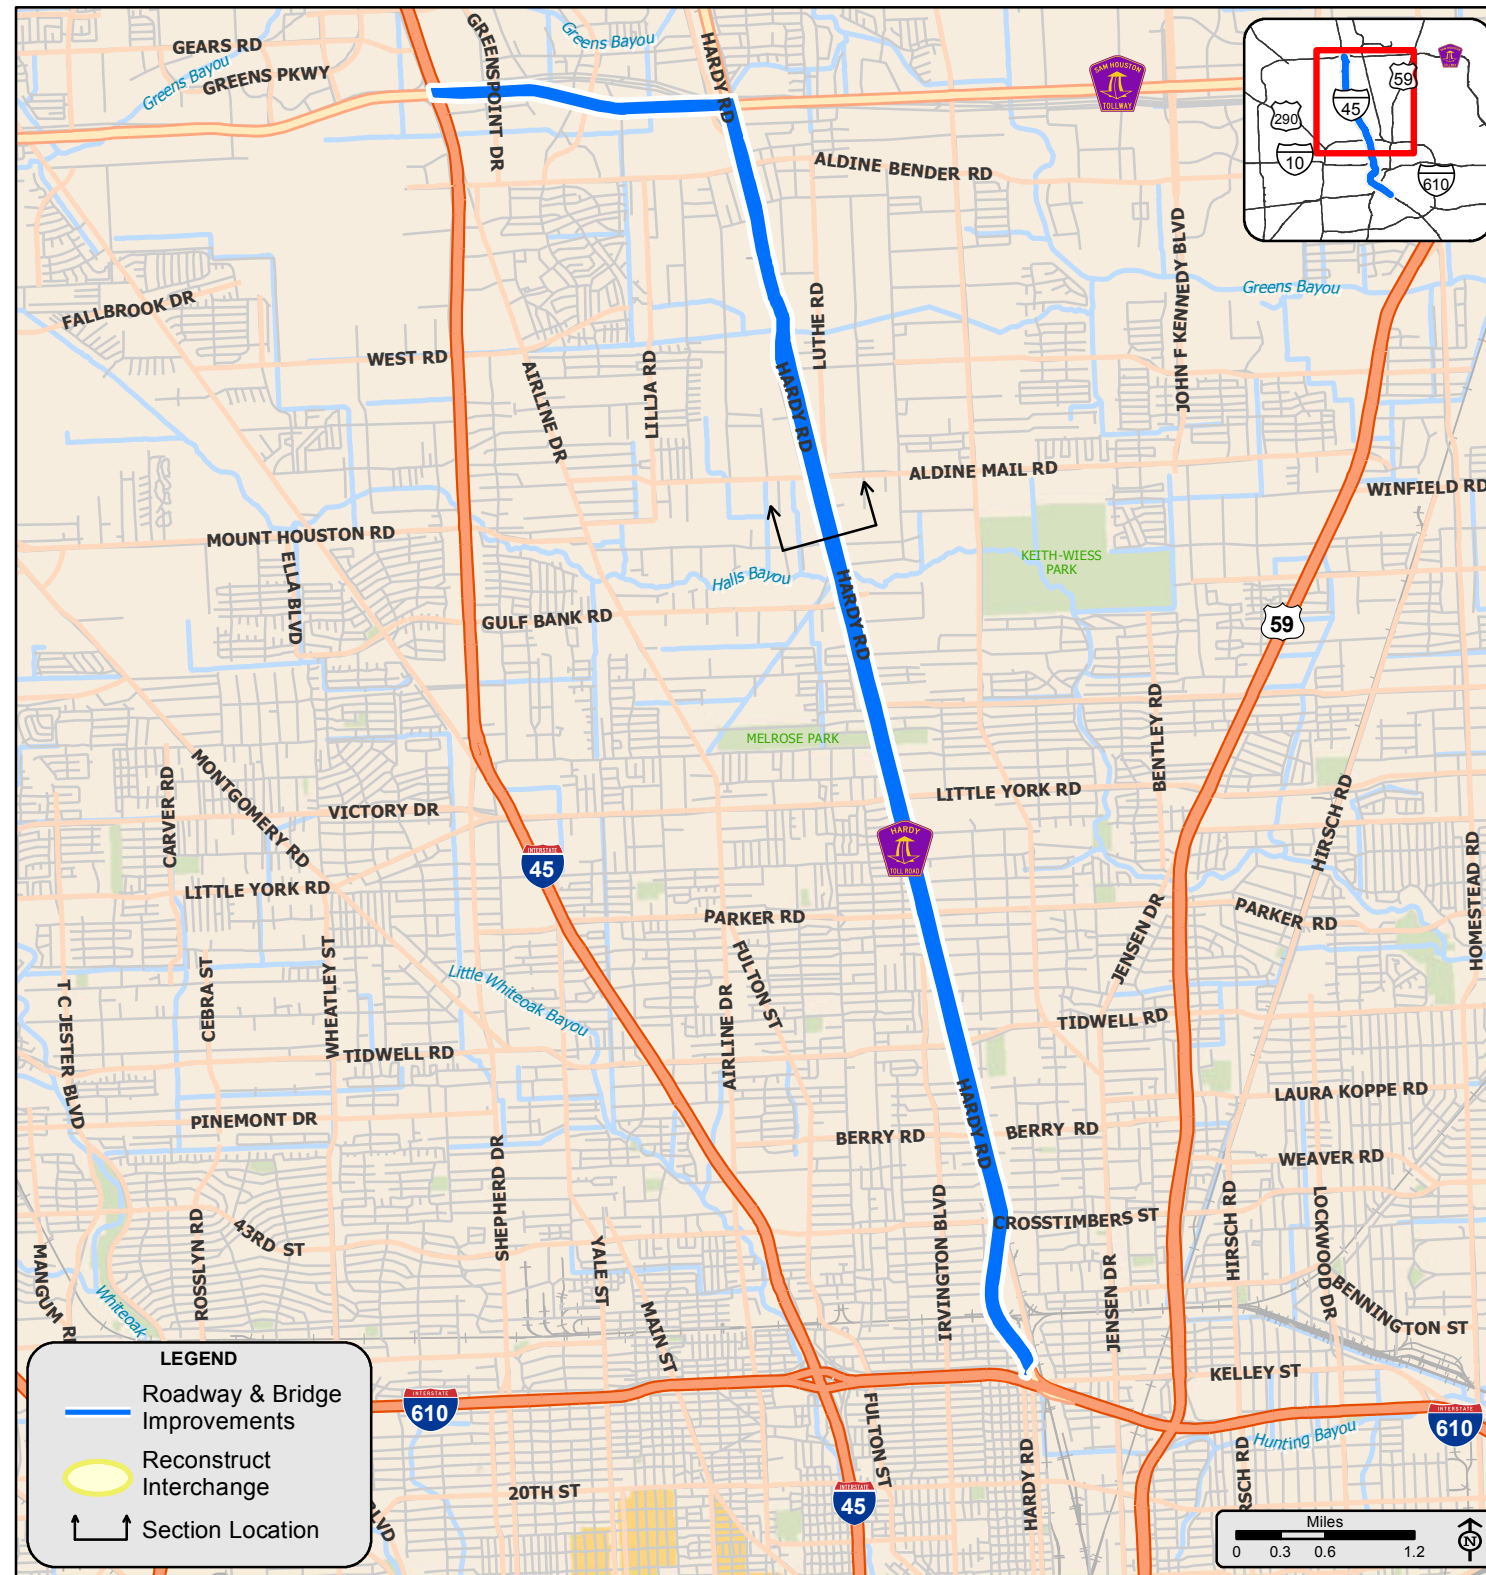 GEARS RD
Greens Bayou
GREENS PKWY
GREENSPOINT DR
Greens Bayou
HARDY RD
SAM HOUSTON
TOLLWAY
59
45
290
10
610
ALDINE BENDER RD
JOHN F KENNEDY BLVD
Greens Bayou
FALLBROOK DR
WEST RD
AIRLINE DR
LILLJA RD
LUTHE RD
HARDY RD
ALDINE MAIL RD
WINFIELD RD
MOUNT HOUSTON RD
ELLA BLVD
Halls Bayou
HARDY RD
KEITH-WIESS
PARK
GULF BANK RD
59
MELROSE PARK
BENTLEY RD
MONTGOMERY RD
CARVER RD
VICTORY DR
LITTLE YORK RD
HIRSCH RD
HOMESTEAD RD
INTERSTATE
45
HARDY
TOLL ROAD
LITTLE YORK RD
PARKER RD
JENSEN DR
PARKER RD
FULTON ST
WHEATLEY ST
CEBRA ST
T C JESTER BLVD
Little Whiteoak Bayou
AIRLINE DR
TIDWELL RD
TIDWELL RD
HARDY RD
LAURA KOPPE RD
PINEMONT DR
BERRY RD
BERRY RD
WEAVER RD
SHEPHERD DR
43RD ST
ROSSLYN RD
MANGUM RD
Whiteoak
YALE ST
MAIN ST
IRVINGTON BLVD
CROSSTIMBERS ST
JENSEN DR
HIRSCH RD
LOCKWOOD DR
BENNINGTON ST
KELLEY ST
INTERSTATE
610
INTERSTATE
610
Hunting Bayou
FULTON ST
HARDY RD
RSCH RD
20TH ST
BLVD
INTERSTATE
45
LEGEND
Roadway & Bridge
Improvements
Reconstruct
Interchange
Section Location
Miles
0 0.3 0.6 1.2
N